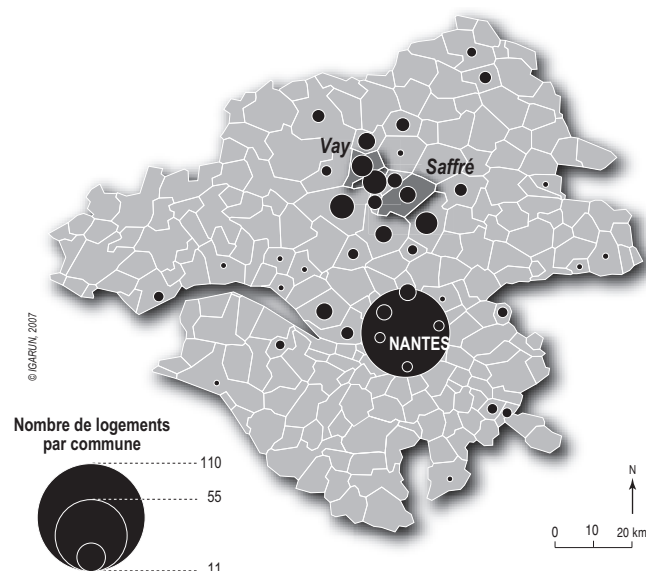 Vay
Saffré
NANTES
© IGARUN, 2007
Nombre de logements
par commune
110
55
11
N
0 10 20 km